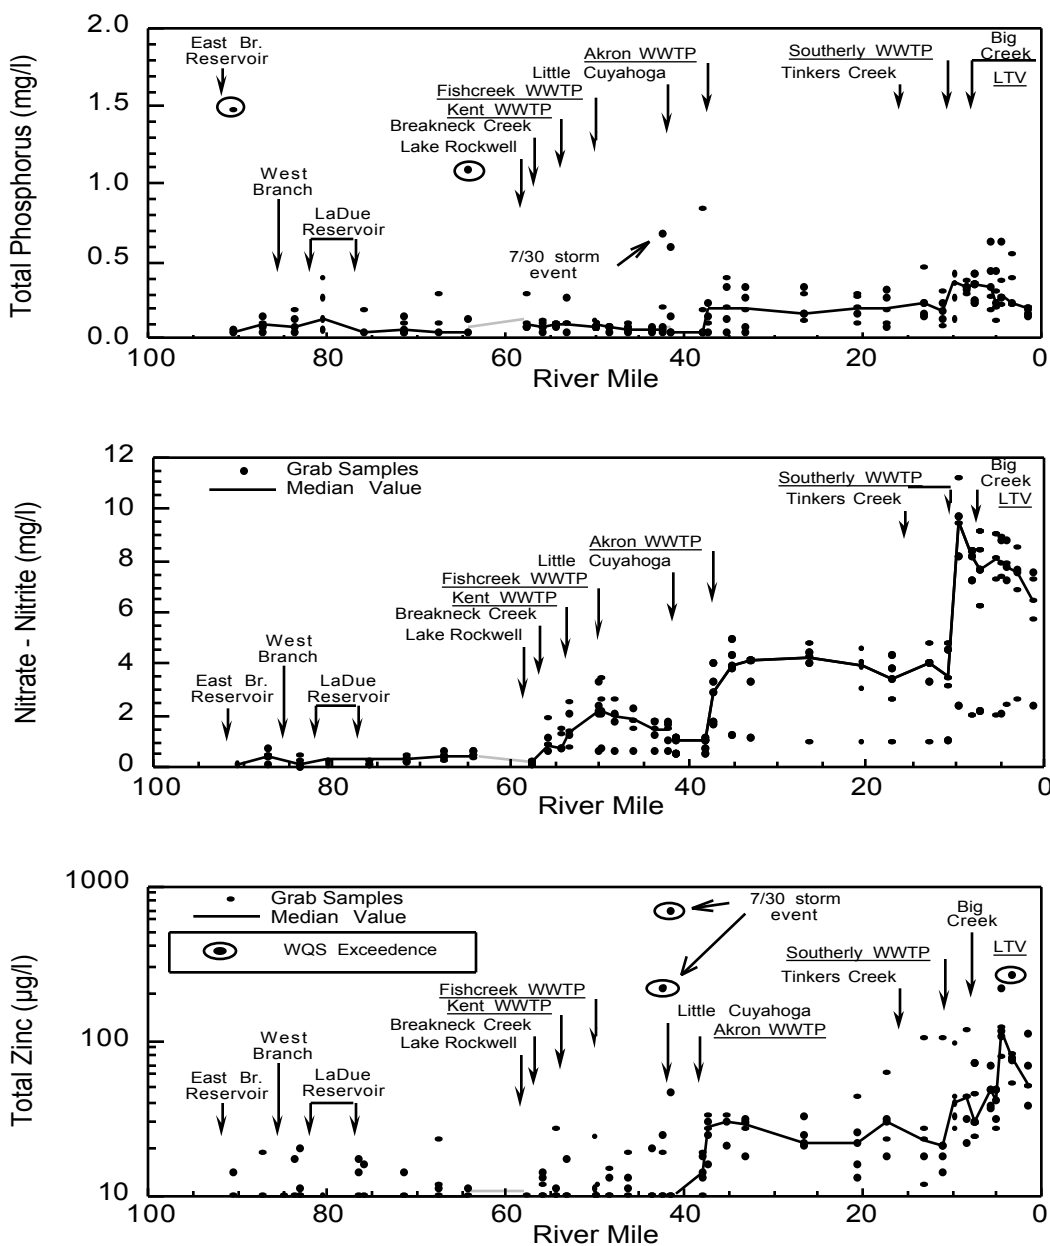 Total Phosphorus (mg/l)
2.0
1.5
1.0
0.5
0.0
East Br.
Reservoir
West
Branch
LaDue
Reservoir
Akron WWTP
Little
Cuyahoga
Fishcreek WWTP
Kent WWTP
Breakneck Creek
Lake Rockwell
7/30 storm
event
Southerly WWTP
Tinkers Creek
Big
Creek
LTV
100
80
60
40
20
0
River Mile
Nitrate - Nitrite (mg/l)
12
10
8
6
4
2
0
Grab Samples
Median Value
East Br.
Reservoir
West
Branch
LaDue
Reservoir
Akron WWTP
Little
Cuyahoga
Fishcreek WWTP
Kent WWTP
Breakneck Creek
Lake Rockwell
Southerly WWTP
Tinkers Creek
Big
Creek
LTV
100
80
60
40
20
0
River Mile
Total Zinc (µg/l)
1000
100
10
Grab Samples
Median Value
WQS Exceedence
7/30 storm
event
East Br.
Reservoir
West
Branch
LaDue
Reservoir
Fishcreek WWTP
Kent WWTP
Breakneck Creek
Lake Rockwell
Little Cuyahoga
Akron WWTP
Southerly WWTP
Tinkers Creek
Big
Creek
LTV
100
80
60
40
20
0
River Mile